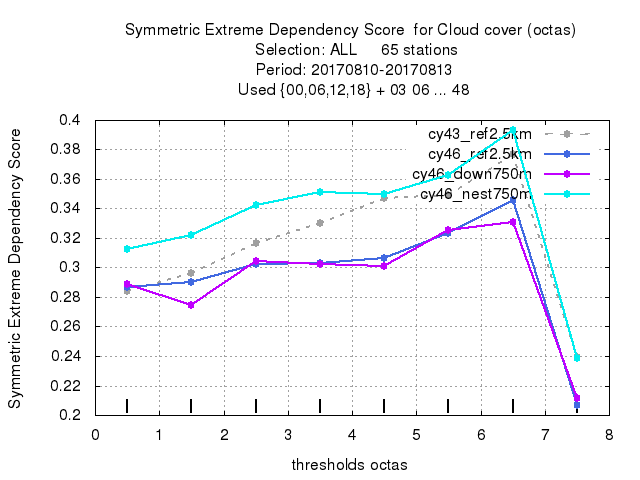 Symmetric Extreme Dependency Score for Cloud cover (octas)
Selection: ALL 65 stations
Period: 20170810-20170813
Used {00,06,12,18} + 03 06 ... 48
Symmetric Extreme Dependency Score
0.4
0.38
0.36
0.34
0.32
0.3
0.28
0.26
0.24
0.22
0.2
cy43_ref2.5km
cy46_ref2.5km
cy46_down750m
cy46_nest750m
0 1 2 3 4 5 6 7 8
thresholds octas